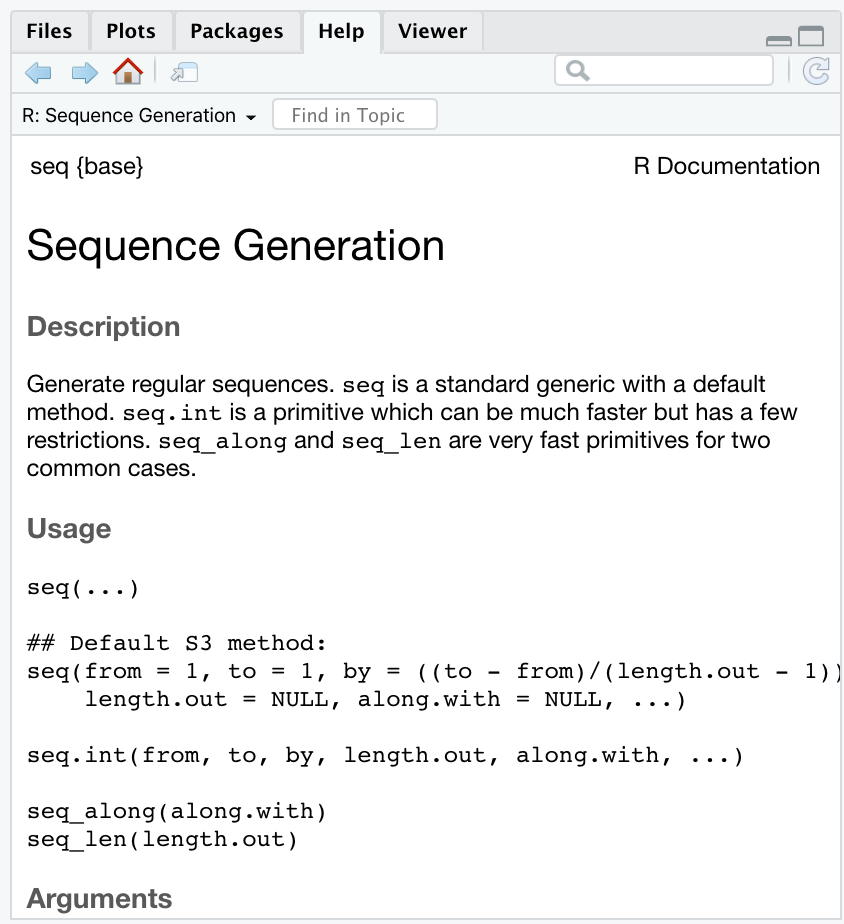 Files Plots Packages Help Viewer
R: Sequence Generation Find in Topic
seq {base} R Documentation
Sequence Generation
Description
Generate regular sequences. seq is a standard generic with a default
method. seq.int is a primitive which can be much faster but has a few
restrictions. seq_along and seq_len are very fast primitives for two
common cases.
Usage
seq(...)
## Default S3 method:
seq(from = 1, to = 1, by = ((to - from)/(length.out - 1))
    length.out = NULL, along.with = NULL, ...)
seq.int(from, to, by, length.out, along.with, ...)
seq_along(along.with)
seq_len(length.out)
Arguments